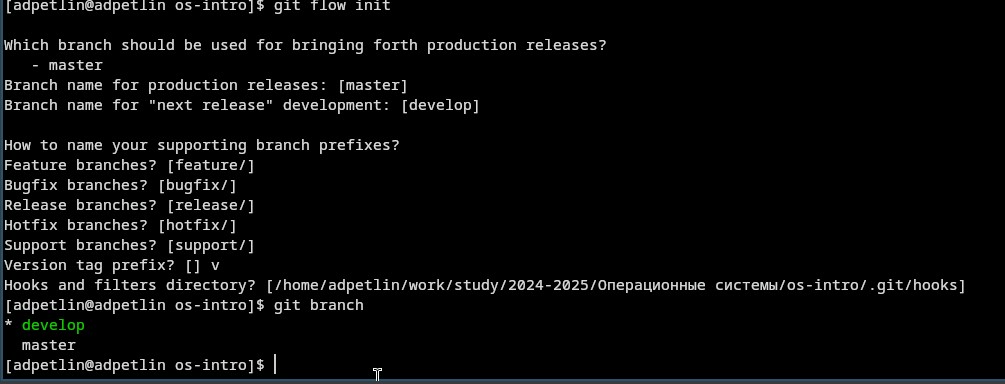 [adpetlin@adpetlin os-intro]$ git flow init
Which branch should be used for bringing forth production releases?
   - master
Branch name for production releases: [master]
Branch name for "next release" development: [develop]
How to name your supporting branch prefixes?
Feature branches? [feature/]
Bugfix branches? [bugfix/]
Release branches? [release/]
Hotfix branches? [hotfix/]
Support branches? [support/]
Version tag prefix? [] v
Hooks and filters directory? [/home/adpetlin/work/study/2024-2025/Операционные системы/os-intro/.git/hooks]
[adpetlin@adpetlin os-intro]$ git branch
* develop
  master
[adpetlin@adpetlin os-intro]$